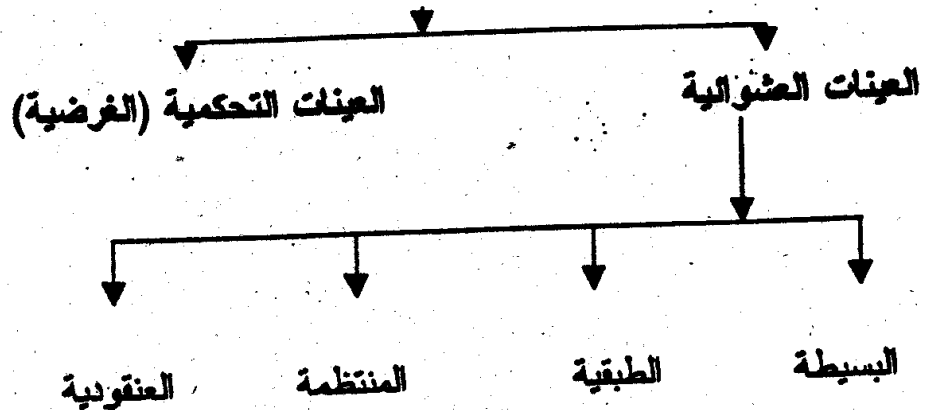 العينات العشوائية
العينات التحكمية (الغرضية)
البسيطة
الطبقية
المنتظمة
العنقودية